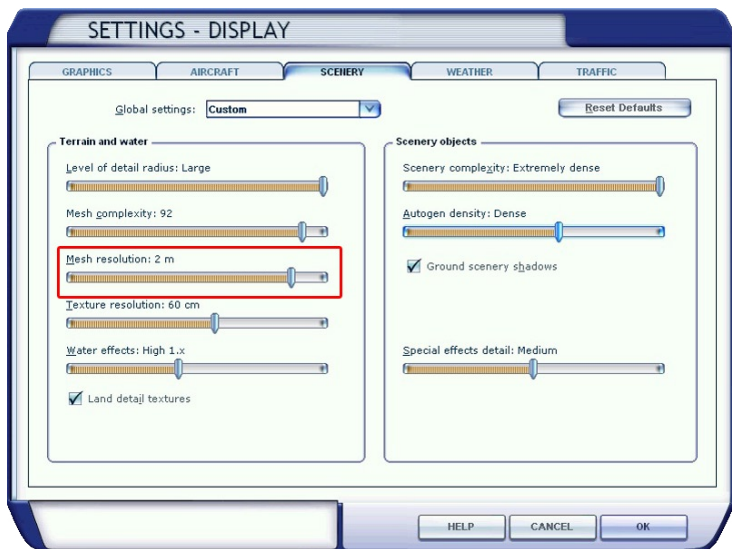 SETTINGS - DISPLAY
GRAPHICS
AIRCRAFT
SCENERY
WEATHER
TRAFFIC
Global settings: Custom
Reset Defaults
Terrain and water
Level of detail radius: Large
Mesh complexity: 92
Mesh resolution: 2 m
Texture resolution: 60 cm
Water effects: High 1.x
Land detail textures
Scenery objects
Scenery complexity: Extremely dense
Autogen density: Dense
Ground scenery shadows
Special effects detail: Medium
HELP
CANCEL
OK